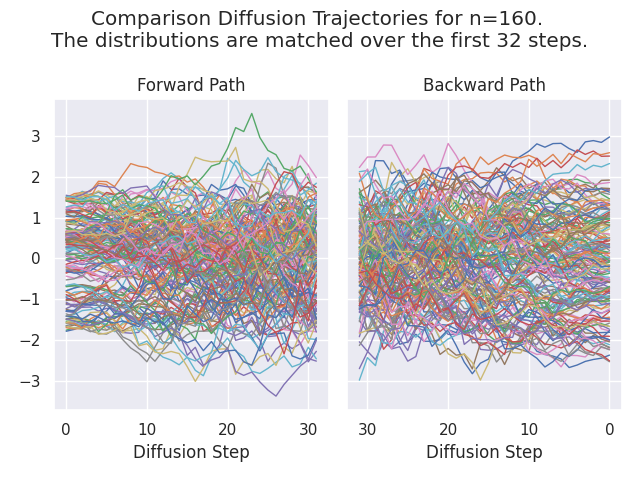 Comparison Diffusion Trajectories for n=160.
The distributions are matched over the first 32 steps.
Forward Path
Backward Path
3
2
1
0
−1
−2
−3
0 10 20 30
30 20 10 0
Diffusion Step
Diffusion Step